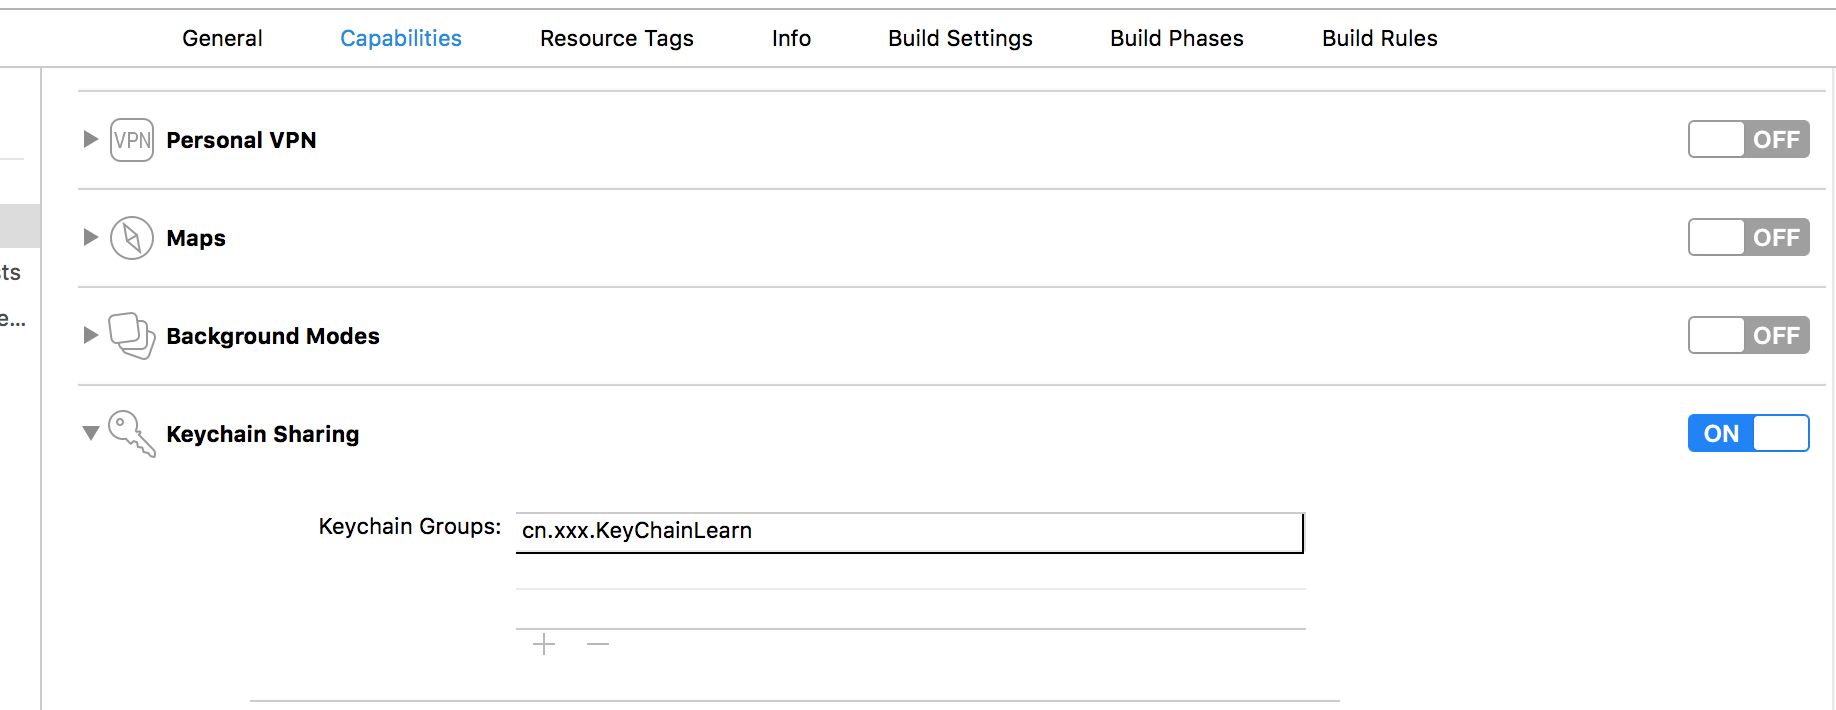 General Capabilities Resource Tags Info Build Settings Build Phases Build Rules
VPN Personal VPN OFF
Maps OFF
ts
e...
Background Modes OFF
Keychain Sharing ON
Keychain Groups: cn.xxx.KeyChainLearn